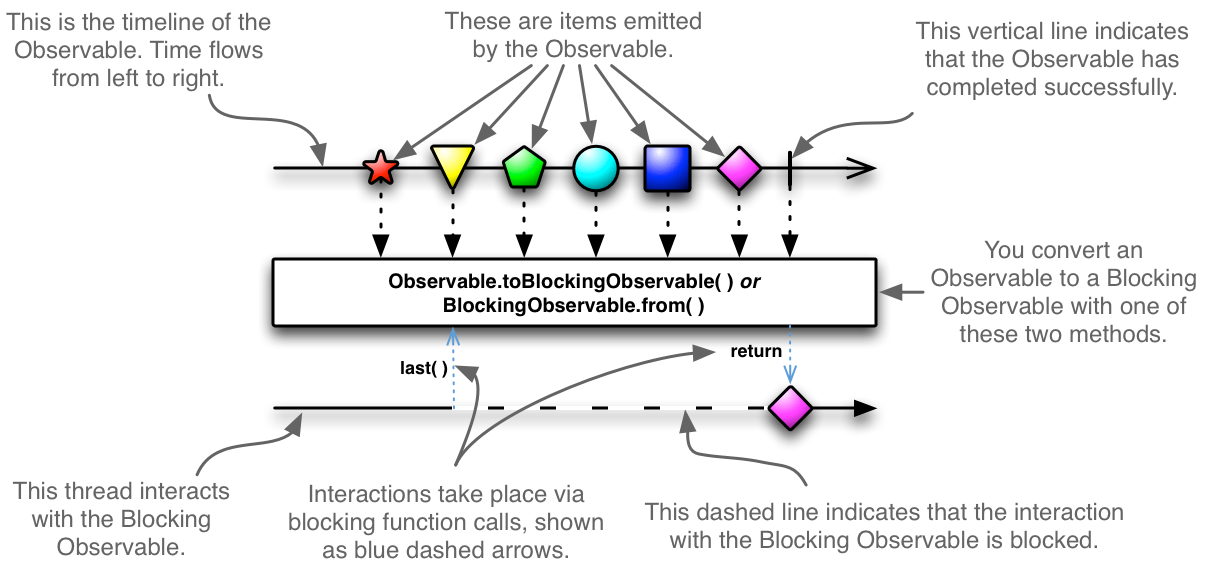 This is the timeline of the
Observable. Time flows
from left to right.
These are items emitted
by the Observable.
This vertical line indicates
that the Observable has
completed successfully.
Observable.toBlockingObservable( ) or
BlockingObservable.from( )
You convert an
Observable to a Blocking
Observable with one of
these two methods.
last( )
return
This thread interacts
with the Blocking
Observable.
Interactions take place via
blocking function calls, shown
as blue dashed arrows.
This dashed line indicates that the interaction
with the Blocking Observable is blocked.